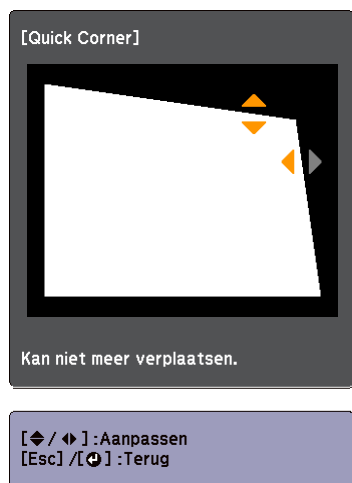 [Quick Corner]
Kan niet meer verplaatsen.
[ / ] :Aanpassen
[Esc] /[ ] :Terug